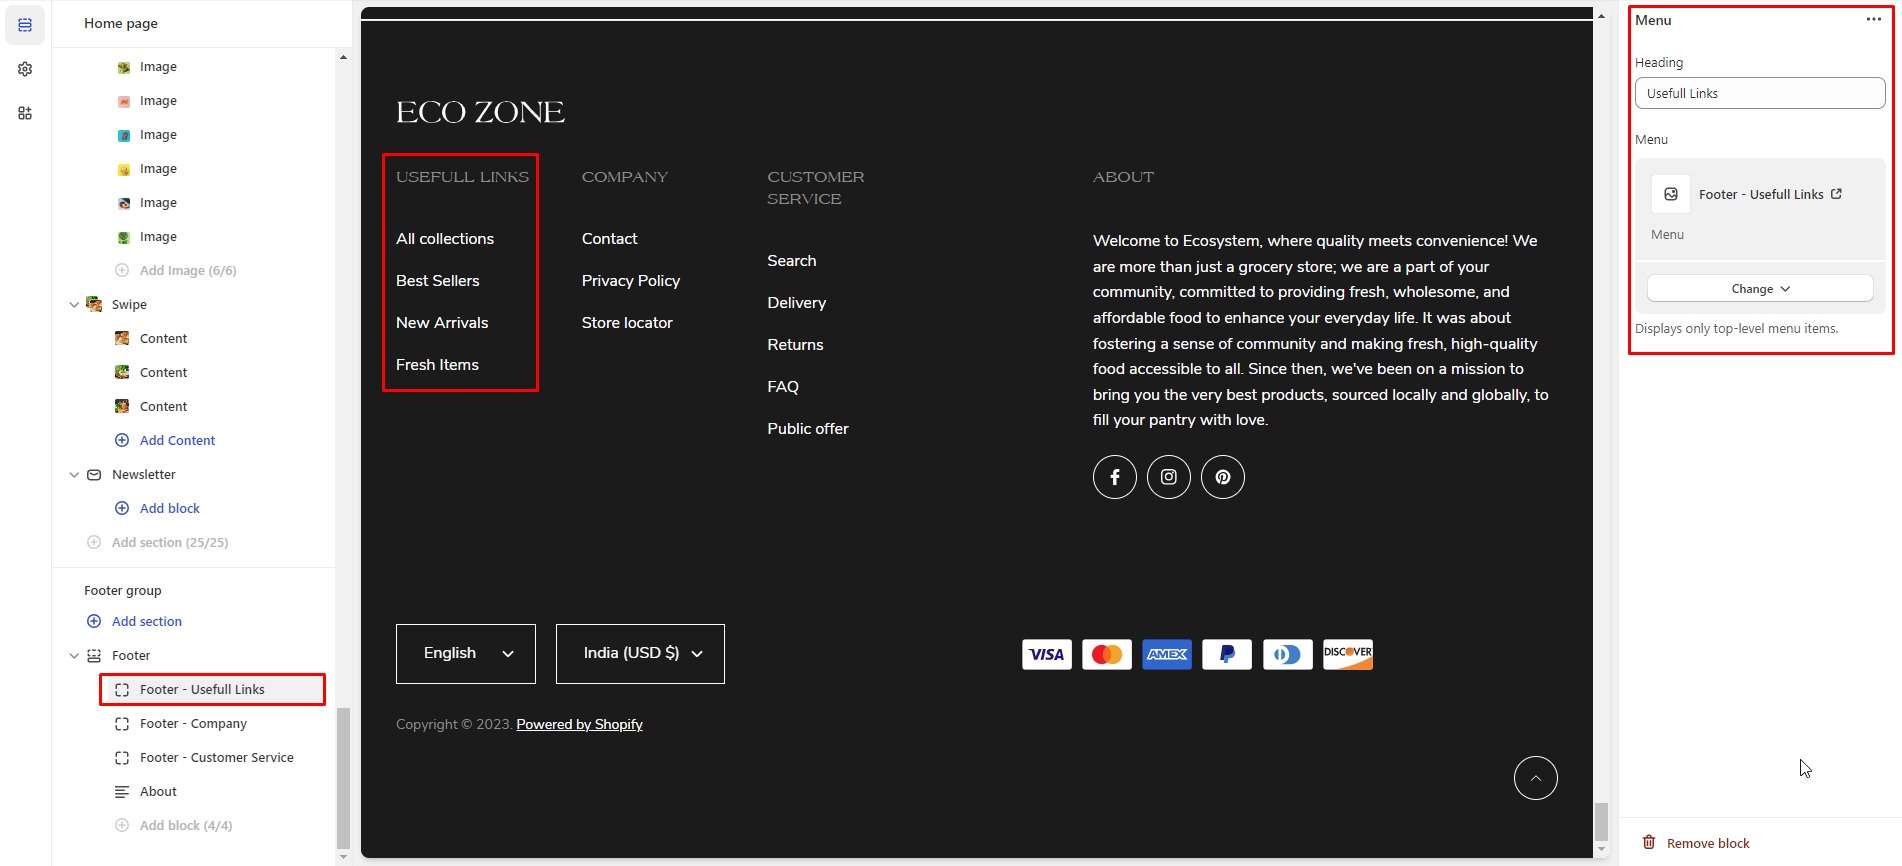 Home page
Image
Image
Image
Image
Image
Image
Add Image (6/6)
Swipe
Content
Content
Content
Add Content
Newsletter
Add block
Add section (25/25)
Footer group
Add section
Footer
Footer - Usefull Links
Footer - Company
Footer - Customer Service
About
Add block (4/4)
ECO ZONE
USEFULL LINKS
All collections
Best Sellers
New Arrivals
Fresh Items
COMPANY
Contact
Privacy Policy
Store locator
CUSTOMER
SERVICE
Search
Delivery
Returns
FAQ
Public offer
ABOUT
Welcome to Ecosystem, where quality meets convenience! We
are more than just a grocery store; we are a part of your
community, committed to providing fresh, wholesome, and
affordable food to enhance your everyday life. It was about
fostering a sense of community and making fresh, high-quality
food accessible to all. Since then, we've been on a mission to
bring you the very best products, sourced locally and globally, to
fill your pantry with love.
English
India (USD $)
VISA
AMEX
DISCOVER
Copyright © 2023. Powered by Shopify
Menu
Heading
Usefull Links
Menu
Footer - Usefull Links
Menu
Change
Displays only top-level menu items.
Remove block